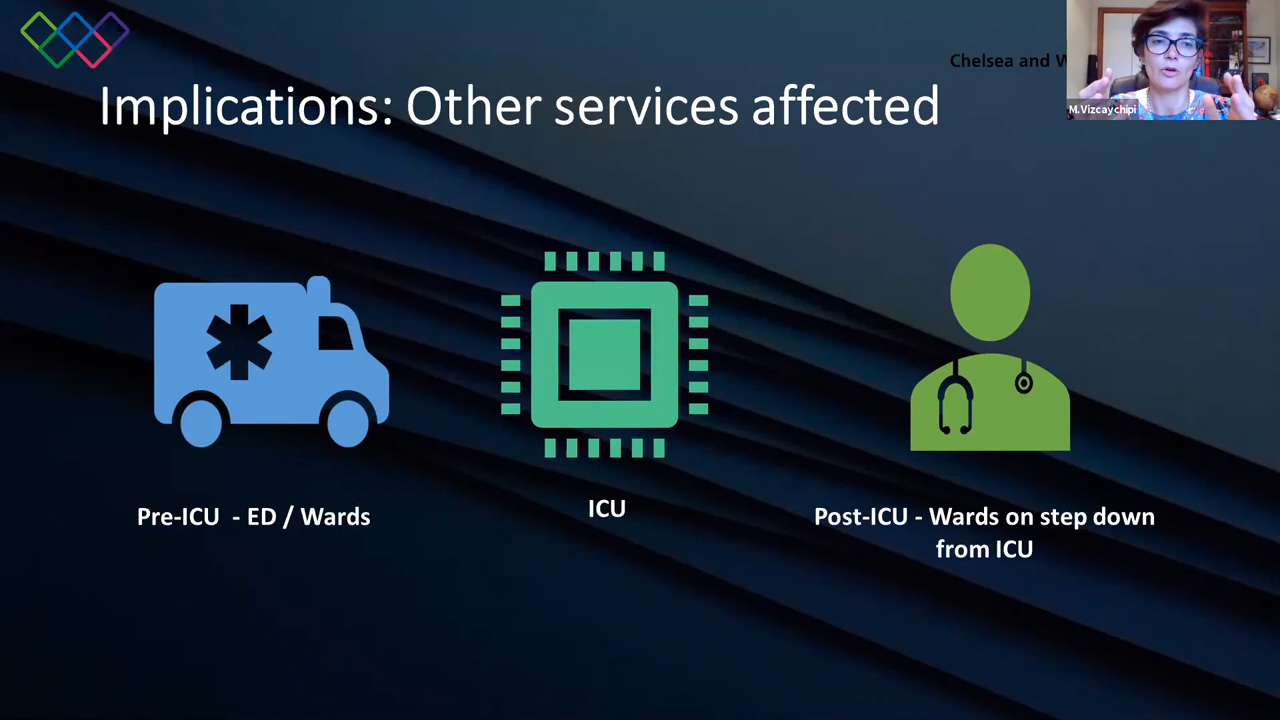 Chelsea and
M.Vizcaychipi
Implications: Other services affected
Pre-ICU - ED / Wards
ICU
Post-ICU - Wards on step down
from ICU